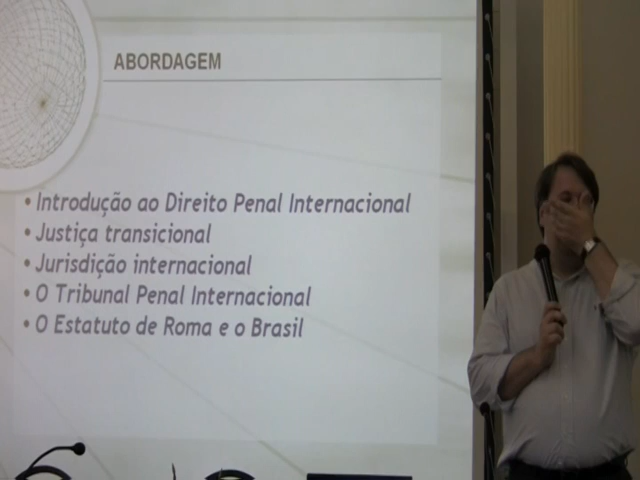 ABORDAGEM
• Introdução ao Direito Penal Internacional
• Justiça transicional
• Jurisdição internacional
• O Tribunal Penal Internacional
• O Estatuto de Roma e o Brasil